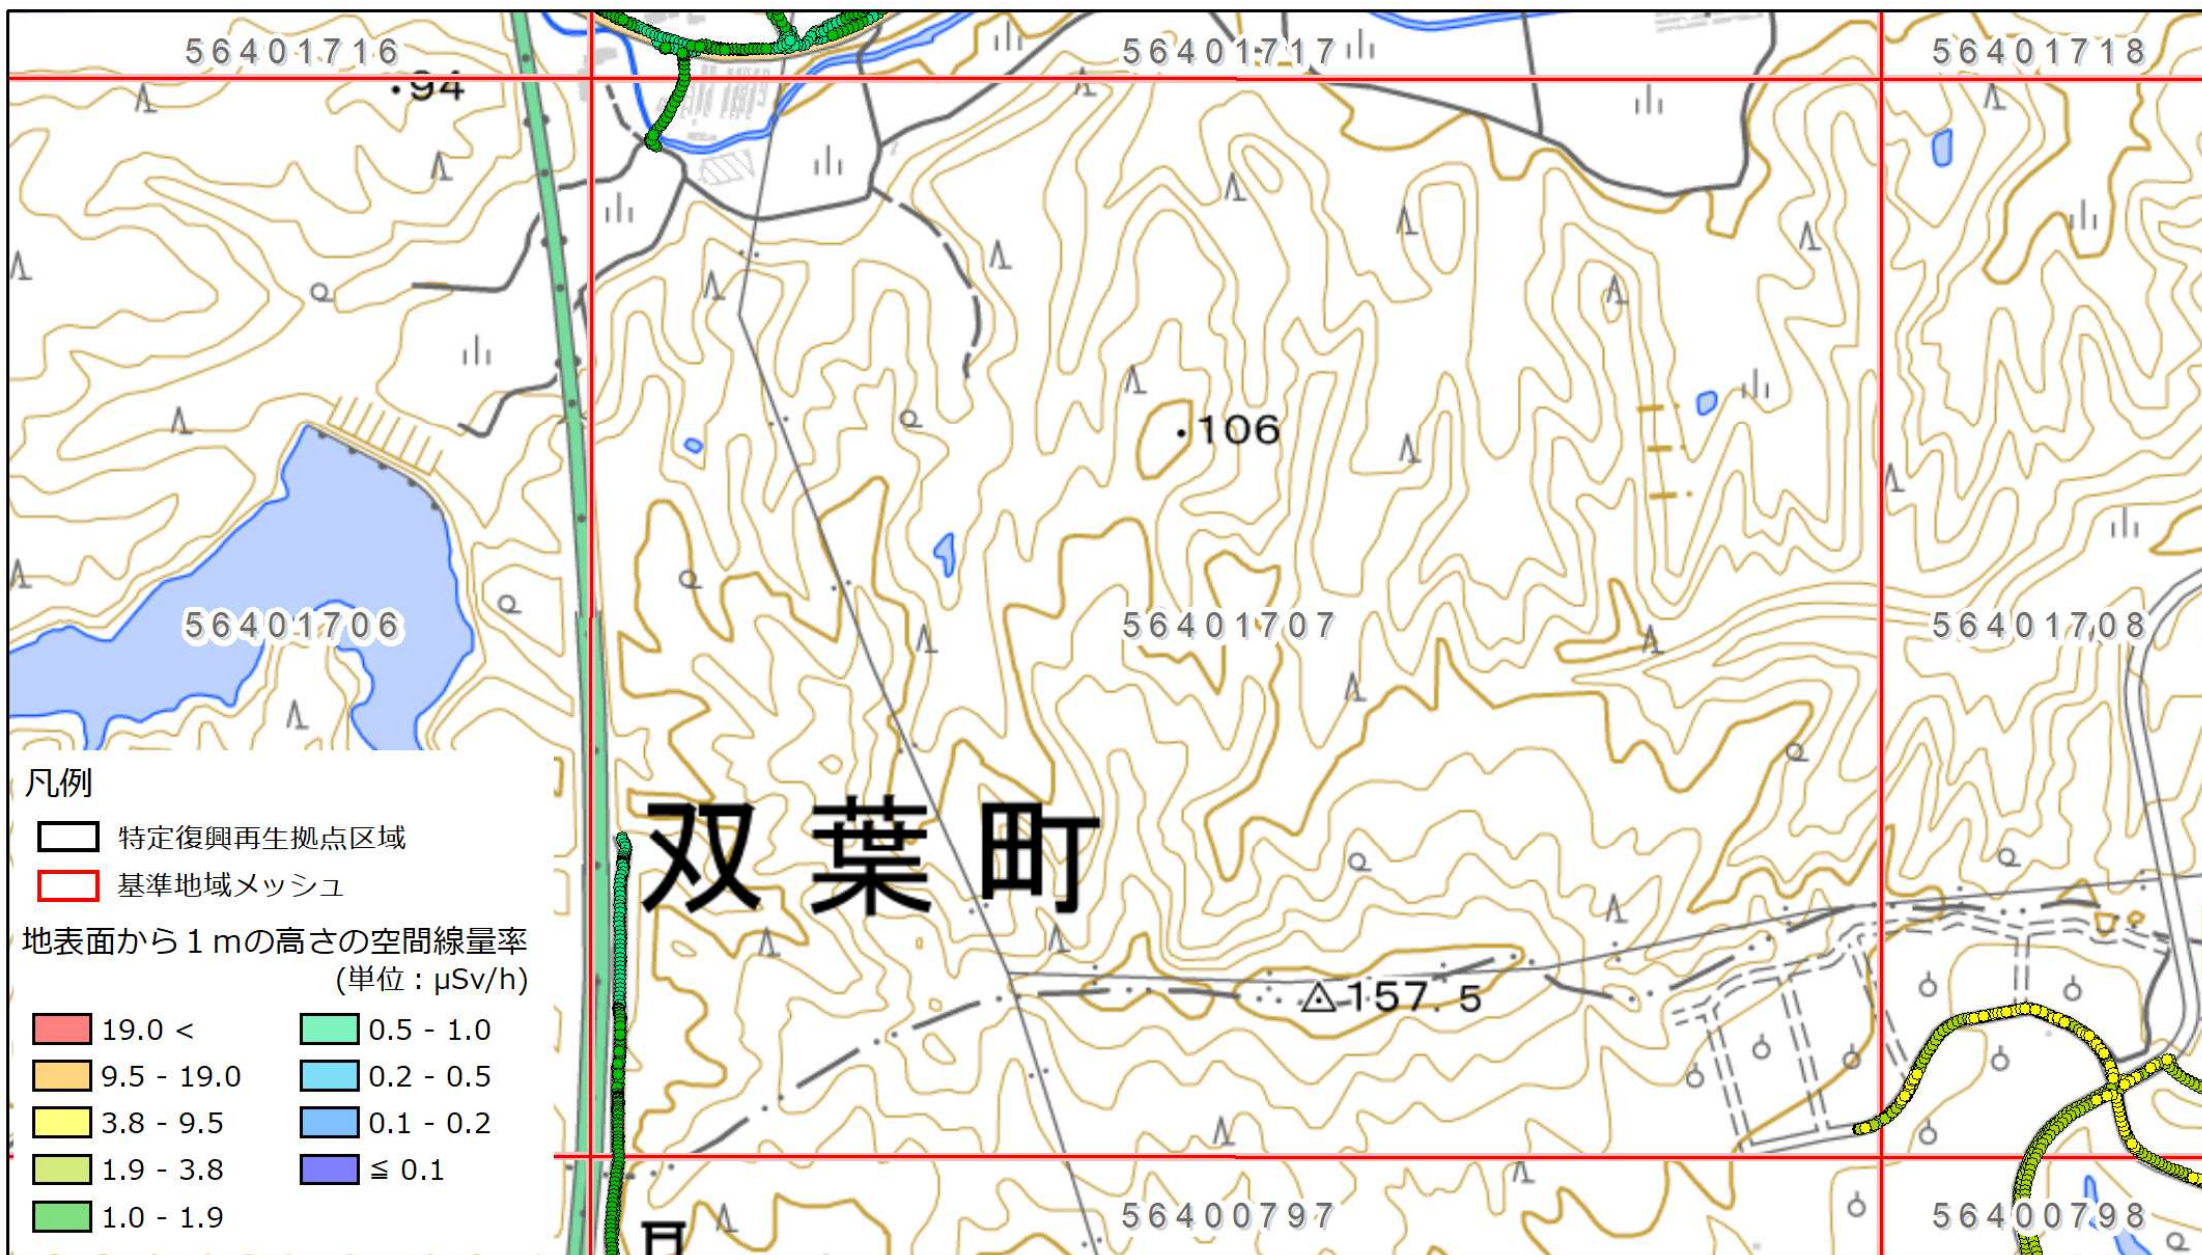 56401716
56401717
56401718
94
106
56401706
56401707
56401708
双葉町
157.5
56400797
56400798
凡例
特定復興再生拠点区域
基準地域メッシュ
地表面から1mの高さの空間線量率
(単位：μSv/h)
19.0 <
9.5 - 19.0
3.8 - 9.5
1.9 - 3.8
1.0 - 1.9
0.5 - 1.0
0.2 - 0.5
0.1 - 0.2
≦ 0.1